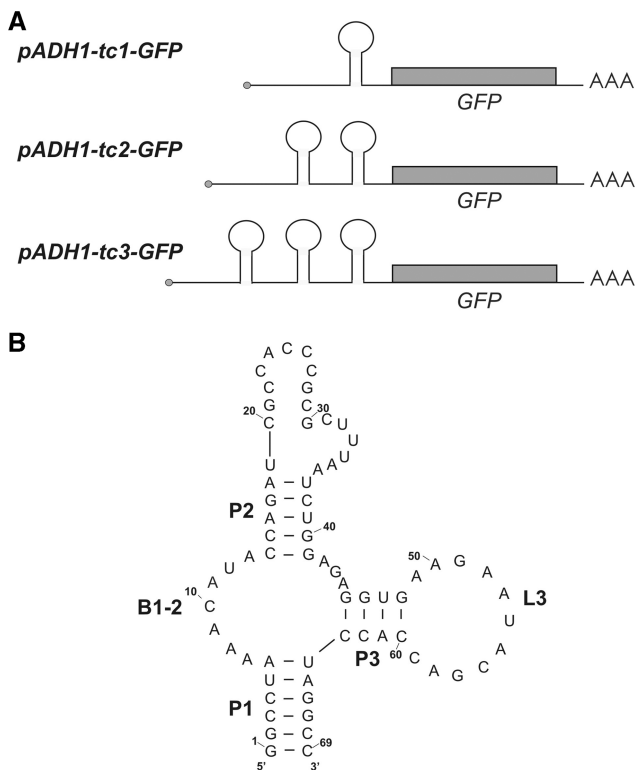 A
pADH1-tc1-GFP
AAA
GFP
pADH1-tc2-GFP
AAA
GFP
pADH1-tc3-GFP
AAA
GFP
B
A C C
C C
C G
20 C C 30
C G C U
U
U A A U
A U
P2 G C
A U
C G 40
C G
B1-2
10
C A U A
A A A A
G A G A
G G U G
C C A C
P3
60
50
A A G A A U A C G A C
L3
P1
A U
U A
C G
C G
G C
1 G C 69
5' 3'